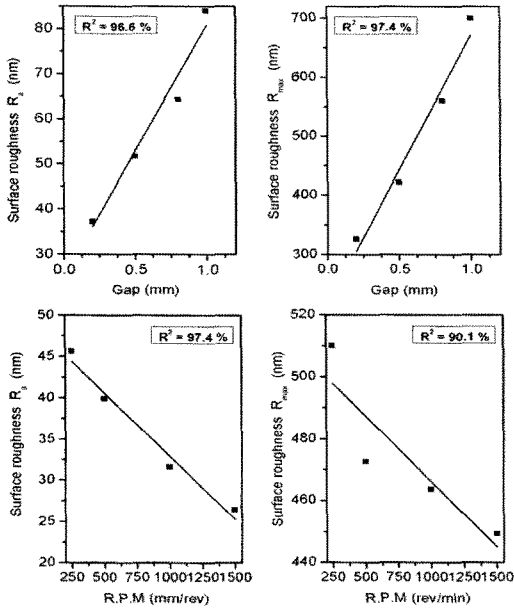 R² = 96.6 %
Surface roughness Rₐ (nm)
80
70
60
50
40
30
0.0 0.5 1.0
Gap (mm)
R² = 97.4 %
Surface roughness Rmax (nm)
700
600
500
400
300
0.0 0.5 1.0
Gap (mm)
R² = 97.4 %
Surface roughness Rₐ (nm)
50
45
40
35
30
25
20
250 500 750 1000 1250 1500
R.P.M (mm/rev)
R² = 90.1 %
Surface roughness Rmax (nm)
520
500
480
460
440
250 500 750 1000 1250 1500
R.P.M (rev/min)